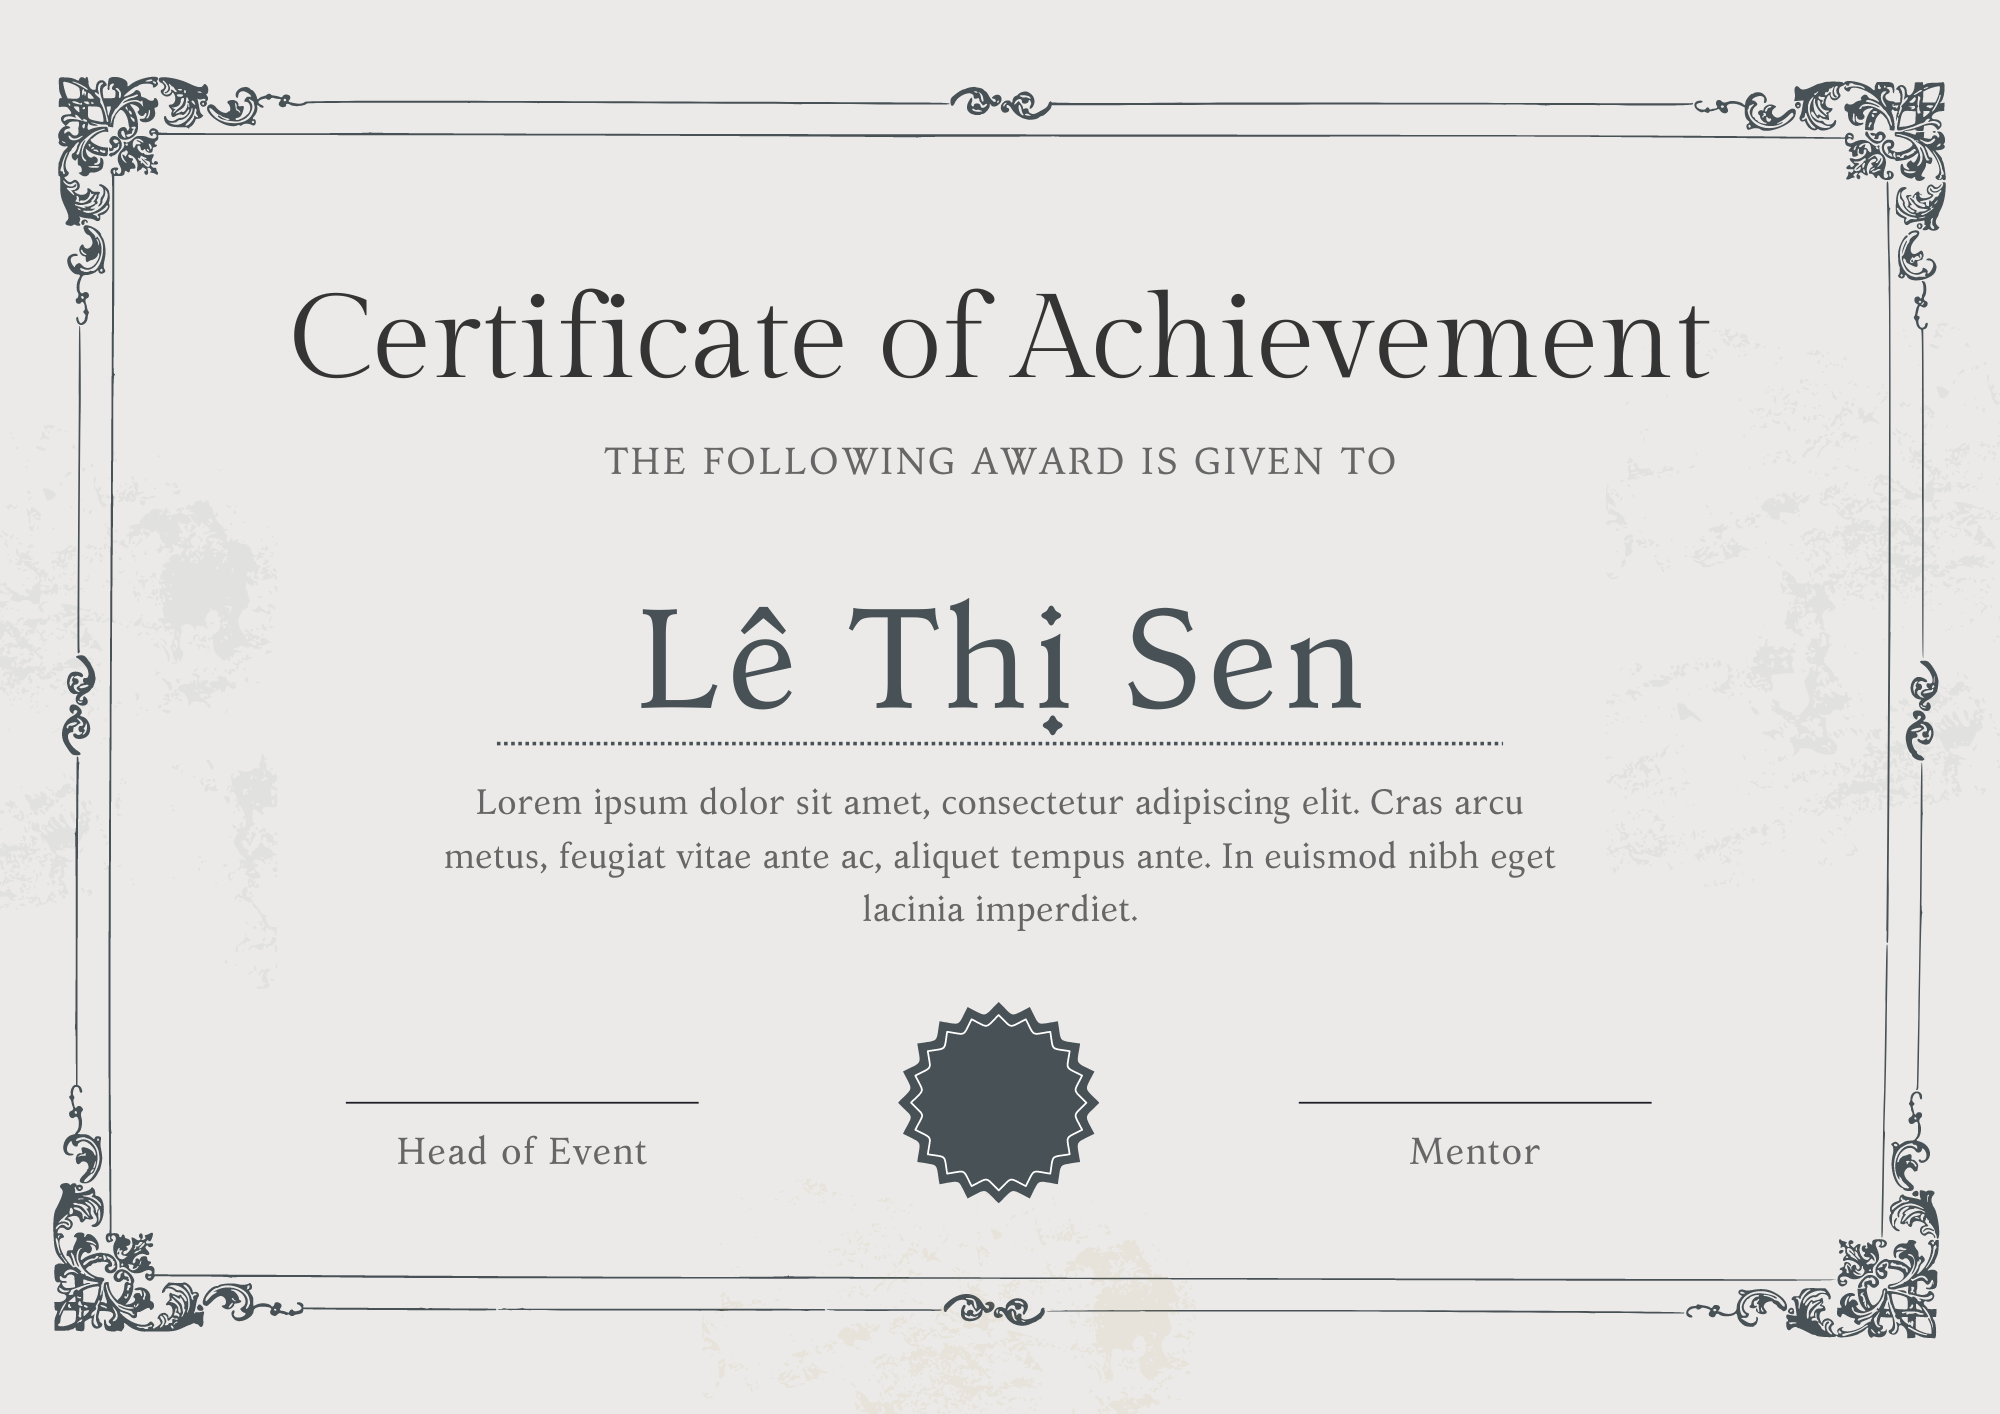 Certificate of Achievement
THE FOLLOWING AWARD IS GIVEN TO
Lê Thị Sen
Lorem ipsum dolor sit amet, consectetur adipiscing elit. Cras arcu
metus, feugiat vitae ante ac, aliquet tempus ante. In euismod nibh eget
lacinia imperdiet.
Head of Event
Mentor